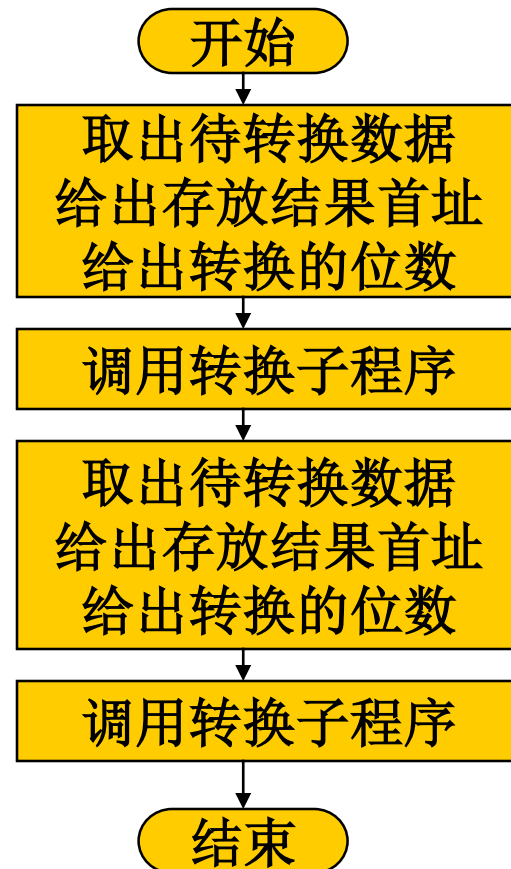 开始
取出待转换数据
给出存放结果首址
给出转换的位数
调用转换子程序
取出待转换数据
给出存放结果首址
给出转换的位数
调用转换子程序
结束